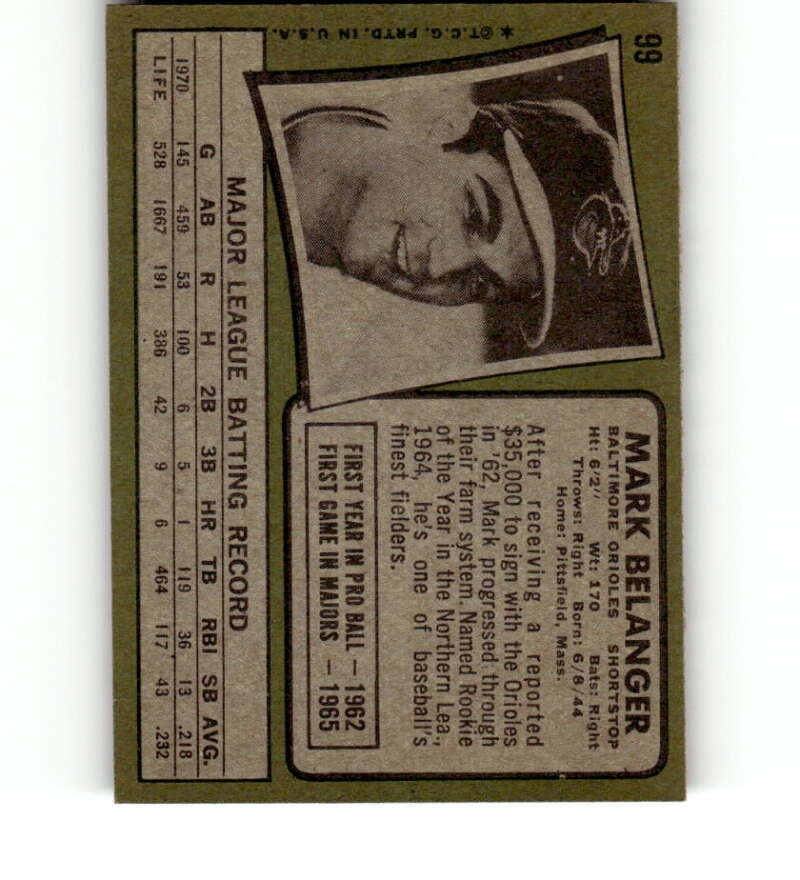 99
★ ©T.C.G. PRTD. IN U.S.A.
MARK BELANGER
BALTIMORE ORIOLES SHORTSTOP
Ht: 6'2" Wt: 170 Bats: Right
Throws: Right Born: 6/8/44
Home: Pittsfield, Mass.
After receiving a reported
$35,000 to sign with the Orioles
in '62, Mark progressed through
their farm system. Named Rookie
of the Year in the Northern Lea.,
1964, he's one of baseball's
finest fielders.
FIRST YEAR IN PRO BALL — 1962
FIRST GAME IN MAJORS — 1965
MAJOR LEAGUE BATTING RECORD
G AB R H 2B 3B HR TB RBI SB AVG.
1970 145 459 53 100 6 5 1 119 36 13 .218
LIFE 528 1667 191 386 42 9 6 464 117 43 .232